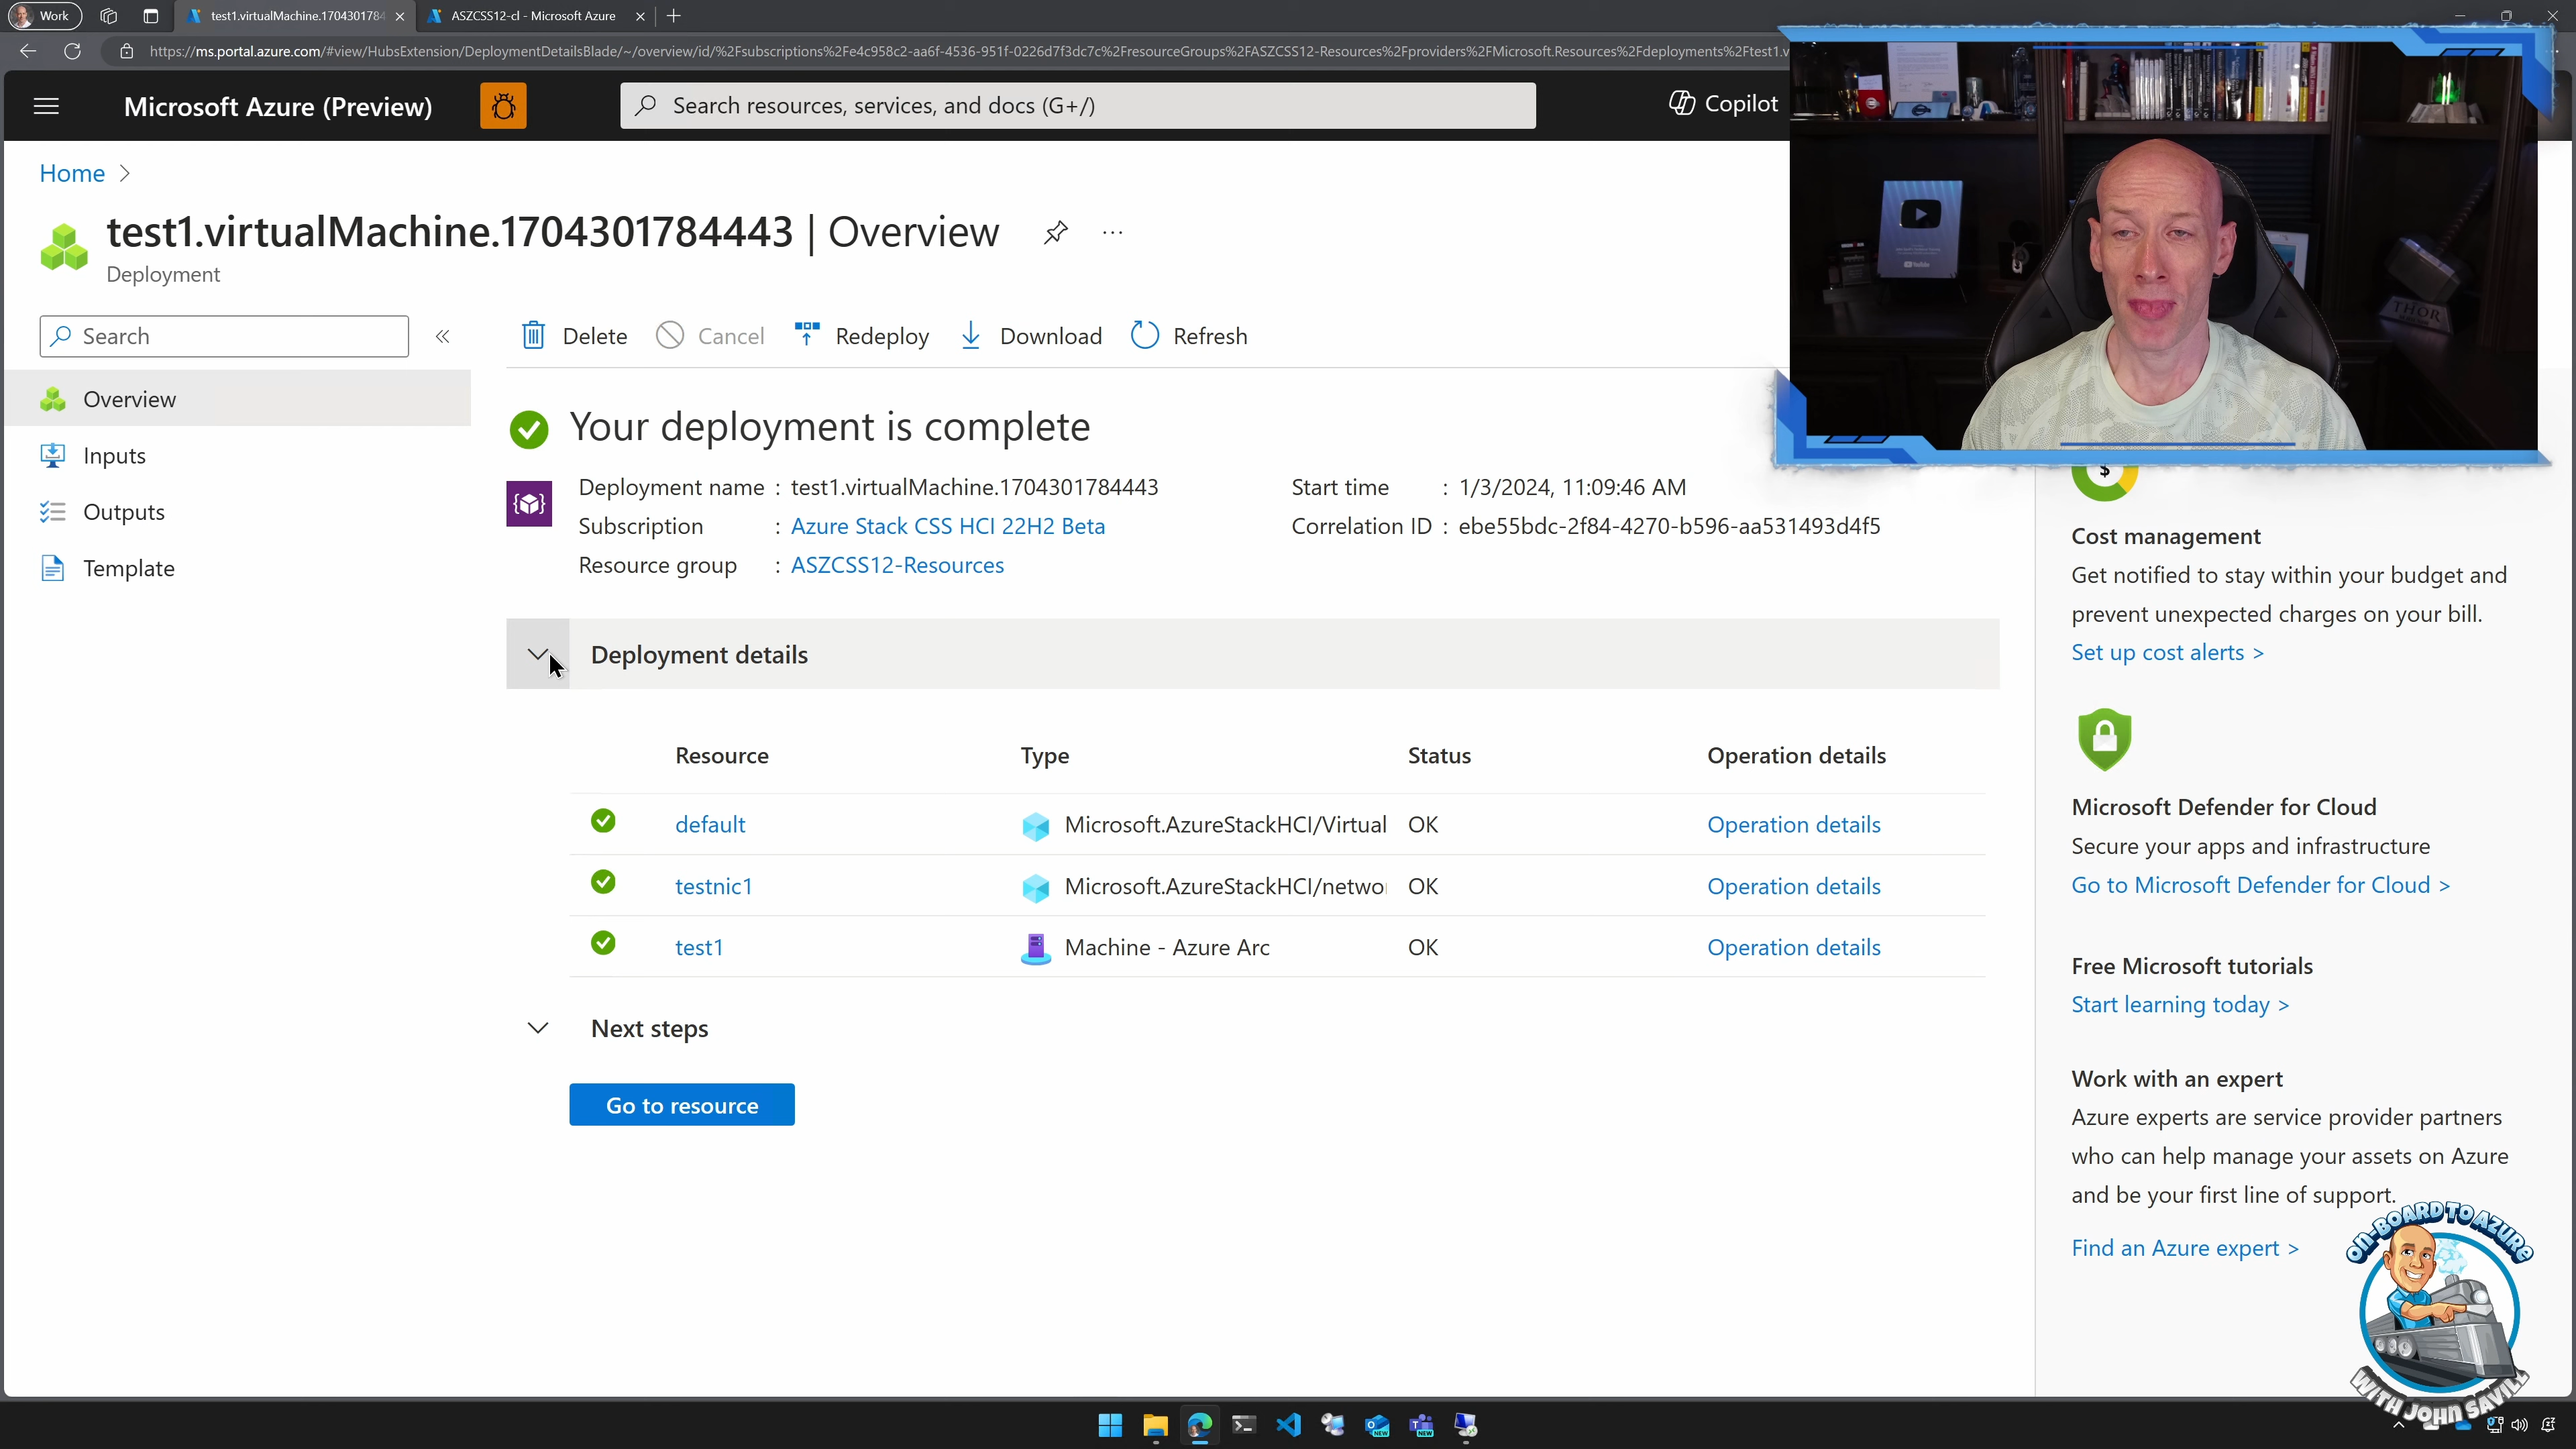 Work
test1.virtualMachine.170430178
ASZCSS12-cl - Microsoft Azure
https://ms.portal.azure.com/#view/HubsExtension/DeploymentDetailsBlade/~/overview/id/%2Fsubscriptions%2Fe4c958c2-aa6f-4536-951f-0226d7f3dc7c%2FresourceGroups%2FASZCSS12-Resources%2Fproviders%2FMicrosoft.Resources%2Fdeployments%2Ftest1.v
Microsoft Azure (Preview)
Search resources, services, and docs (G+/)
Copilot
Home >
test1.virtualMachine.1704301784443 | Overview
Deployment
Search
Delete
Cancel
Redeploy
Download
Refresh
Overview
Inputs
Outputs
Template
Your deployment is complete
Deployment name : test1.virtualMachine.1704301784443
Subscription : Azure Stack CSS HCI 22H2 Beta
Resource group : ASZCSS12-Resources
Start time : 1/3/2024, 11:09:46 AM
Correlation ID : ebe55bdc-2f84-4270-b596-aa531493d4f5
Deployment details
Resource Type Status Operation details
default Microsoft.AzureStackHCI/Virtual OK Operation details
testnic1 Microsoft.AzureStackHCI/networ OK Operation details
test1 Machine - Azure Arc OK Operation details
Next steps
Go to resource
$
Cost management
Get notified to stay within your budget and
prevent unexpected charges on your bill.
Set up cost alerts >
Microsoft Defender for Cloud
Secure your apps and infrastructure
Go to Microsoft Defender for Cloud >
Free Microsoft tutorials
Start learning today >
Work with an expert
Azure experts are service provider partners
who can help manage your assets on Azure
and be your first line of support.
Find an Azure expert >
ON-BOARD TO AZURE
WITH JOHN SAVILL
THOR
YouTube
NEW
NEW